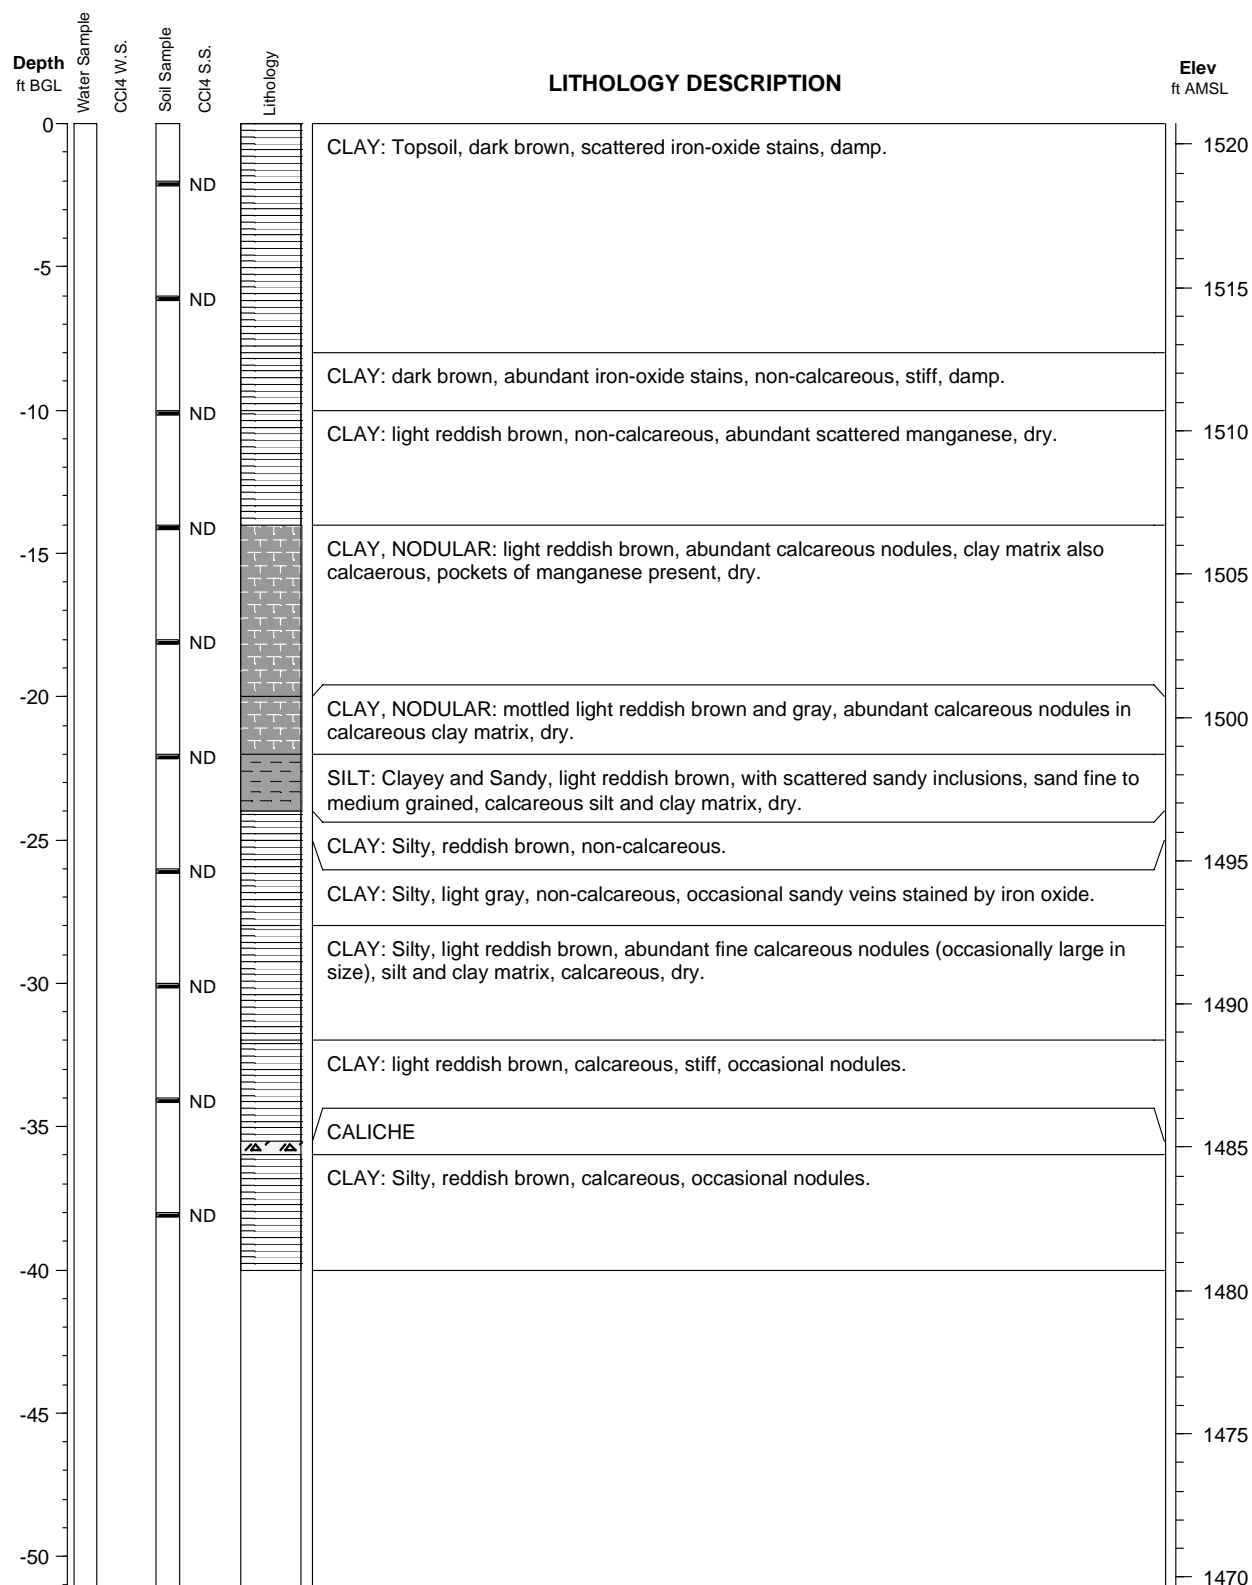 Depth
ft BGL
Water Sample
CCl4 W.S.
Soil Sample
CCl4 S.S.
Lithology
LITHOLOGY DESCRIPTION
Elev
ft AMSL
0
CLAY: Topsoil, dark brown, scattered iron-oxide stains, damp.
1520
ND
-5
1515
ND
CLAY: dark brown, abundant iron-oxide stains, non-calcareous, stiff, damp.
-10
ND
CLAY: light reddish brown, non-calcareous, abundant scattered manganese, dry.
1510
ND
-15
CLAY, NODULAR: light reddish brown, abundant calcareous nodules, clay matrix also
calcaerous, pockets of manganese present, dry.
1505
ND
-20
CLAY, NODULAR: mottled light reddish brown and gray, abundant calcareous nodules in
calcareous clay matrix, dry.
1500
ND
SILT: Clayey and Sandy, light reddish brown, with scattered sandy inclusions, sand fine to
medium grained, calcareous silt and clay matrix, dry.
-25
CLAY: Silty, reddish brown, non-calcareous.
1495
ND
CLAY: Silty, light gray, non-calcareous, occasional sandy veins stained by iron oxide.
CLAY: Silty, light reddish brown, abundant fine calcareous nodules (occasionally large in
size), silt and clay matrix, calcareous, dry.
-30
ND
1490
CLAY: light reddish brown, calcareous, stiff, occasional nodules.
ND
-35
CALICHE
1485
CLAY: Silty, reddish brown, calcareous, occasional nodules.
ND
-40
1480
-45
1475
-50
1470